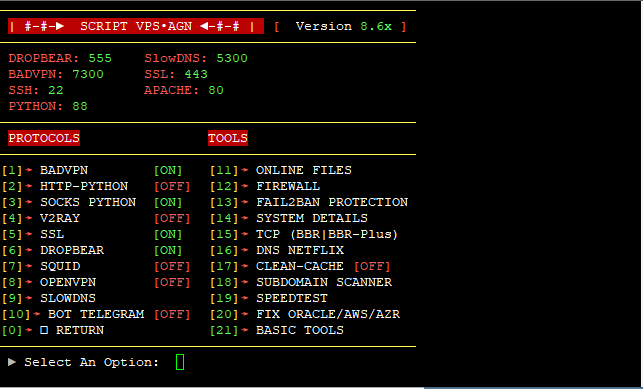 | #-#-► SCRIPT VPS•AGN ◄-#-# | [ Version 8.6x ]
DROPBEAR: 555 SlowDNS: 5300
BADVPN: 7300 SSL: 443
SSH: 22 APACHE: 80
PYTHON: 88
PROTOCOLS TOOLS
[1]➛ BADVPN [ON] [11]➛ ONLINE FILES
[2]➛ HTTP-PYTHON [OFF] [12]➛ FIREWALL
[3]➛ SOCKS PYTHON [ON] [13]➛ FAIL2BAN PROTECTION
[4]➛ V2RAY [OFF] [14]➛ SYSTEM DETAILS
[5]➛ SSL [ON] [15]➛ TCP (BBR|BBR-Plus)
[6]➛ DROPBEAR [ON] [16]➛ DNS NETFLIX
[7]➛ SQUID [OFF] [17]➛ CLEAN-CACHE [OFF]
[8]➛ OPENVPN [OFF] [18]➛ SUBDOMAIN SCANNER
[9]➛ SLOWDNS [19]➛ SPEEDTEST
[10]➛ BOT TELEGRAM [OFF] [20]➛ FIX ORACLE/AWS/AZR
[0]➛ □ RETURN [21]➛ BASIC TOOLS
► Select An Option: